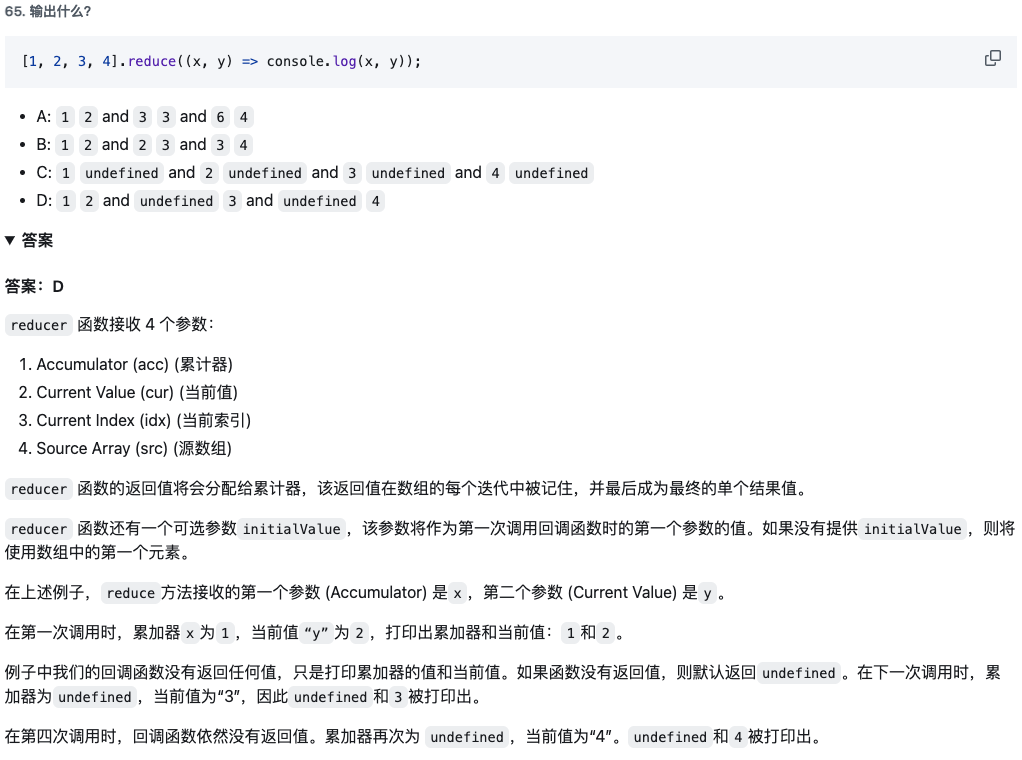 65. 输出什么?
[1, 2, 3, 4].reduce((x, y) => console.log(x, y));
• A: 1 2 and 3 3 and 6 4
• B: 1 2 and 2 3 and 3 4
• C: 1 undefined and 2 undefined and 3 undefined and 4 undefined
• D: 1 2 and undefined 3 and undefined 4
▼ 答案
答案：D
reducer 函数接收 4 个参数：
1. Accumulator (acc) (累计器)
2. Current Value (cur) (当前值)
3. Current Index (idx) (当前索引)
4. Source Array (src) (源数组)
reducer 函数的返回值将会分配给累计器，该返回值在数组的每个迭代中被记住，并最后成为最终的单个结果值。
reducer 函数还有一个可选参数 initialValue，该参数将作为第一次调用回调函数时的第一个参数的值。如果没有提供 initialValue，则将
使用数组中的第一个元素。
在上述例子，reduce 方法接收的第一个参数 (Accumulator) 是 x，第二个参数 (Current Value) 是 y。
在第一次调用时，累加器 x 为 1，当前值 “y” 为 2，打印出累加器和当前值：1 和 2。
例子中我们的回调函数没有返回任何值，只是打印累加器的值和当前值。如果函数没有返回值，则默认返回 undefined。在下一次调用时，累
加器为 undefined，当前值为“3”，因此 undefined 和 3 被打印出。
在第四次调用时，回调函数依然没有返回值。累加器再次为 undefined，当前值为“4”。undefined 和 4 被打印出。